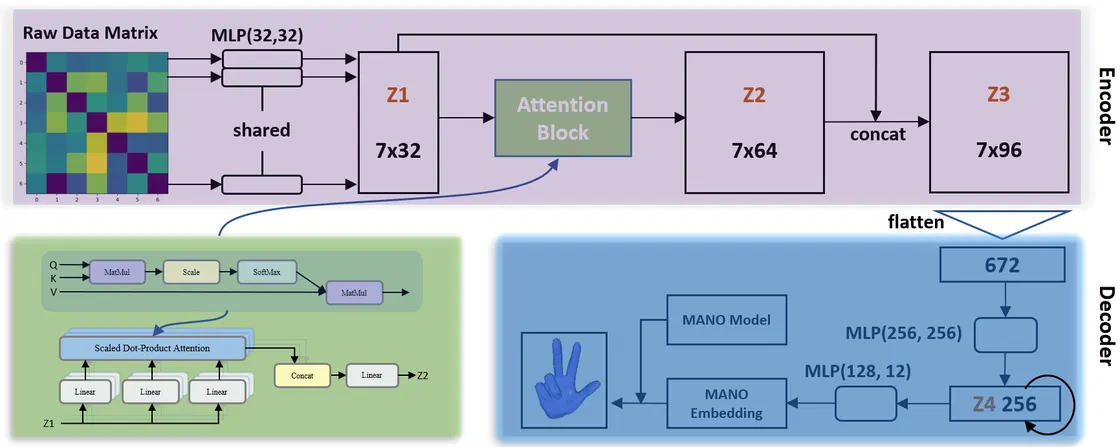 Raw Data Matrix
MLP(32,32)
0
1
2
3
4
5
6
0 1 2 3 4 5 6
shared
Z1
7x32
Attention
Block
Z2
7x64
concat
Z3
7x96
Encoder
flatten
Q
K
V
MatMul
Scale
SoftMax
MatMul
Scaled Dot-Product Attention
Linear
Linear
Linear
Concat
Linear
Z2
Z1
672
MLP(256, 256)
Z4 256
MLP(128, 12)
MANO Model
MANO
Embedding
Decoder